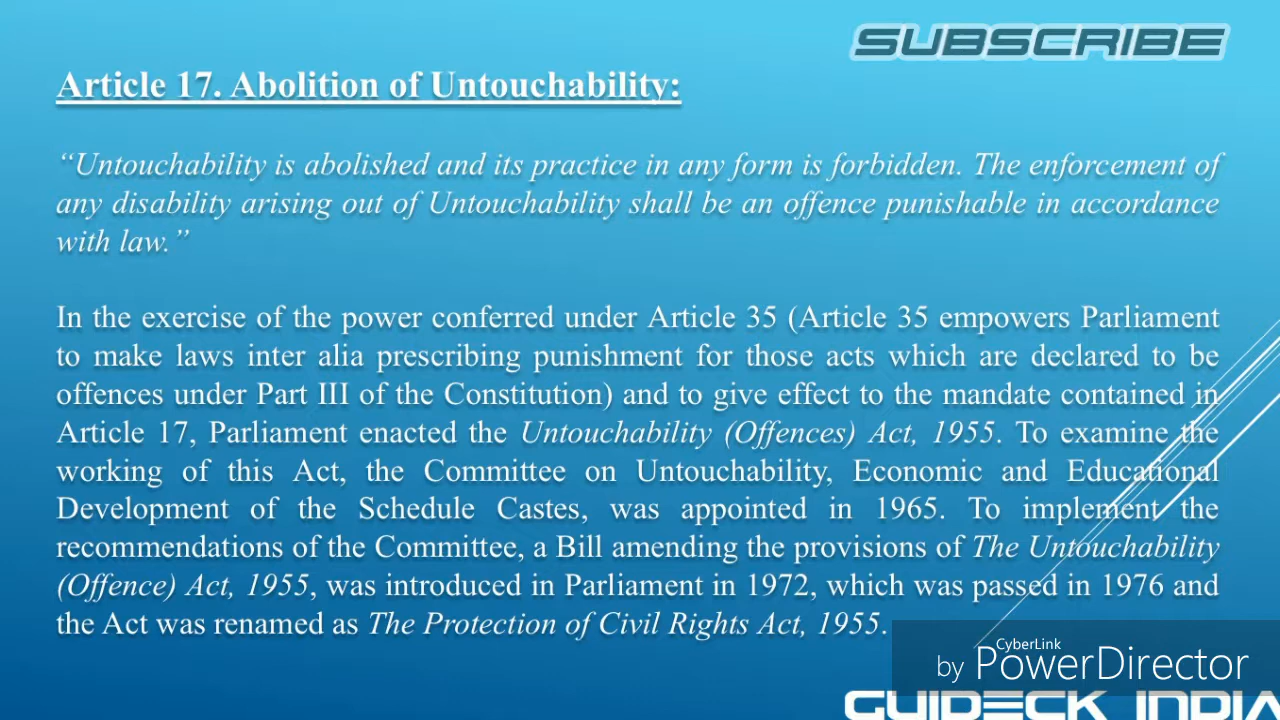 SUBSCRIBE
Article 17. Abolition of Untouchability:
“Untouchability is abolished and its practice in any form is forbidden. The enforcement of
any disability arising out of Untouchability shall be an offence punishable in accordance
with law.”
In the exercise of the power conferred under Article 35 (Article 35 empowers Parliament
to make laws inter alia prescribing punishment for those acts which are declared to be
offences under Part III of the Constitution) and to give effect to the mandate contained in
Article 17, Parliament enacted the Untouchability (Offences) Act, 1955. To examine the
working of this Act, the Committee on Untouchability, Economic and Educational
Development of the Schedule Castes, was appointed in 1965. To implement the
recommendations of the Committee, a Bill amending the provisions of The Untouchability
(Offence) Act, 1955, was introduced in Parliament in 1972, which was passed in 1976 and
the Act was renamed as The Protection of Civil Rights Act, 1955.
CyberLink
by PowerDirector
GUIDECK INDIA